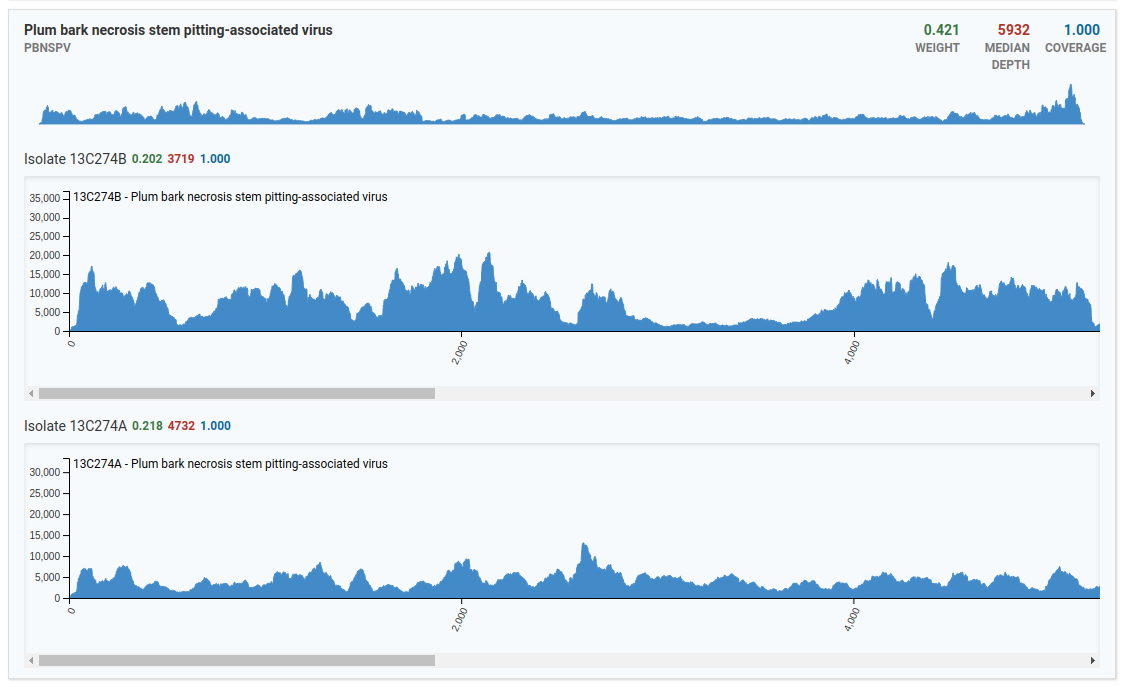 Plum bark necrosis stem pitting-associated virus
PBNSPV
0.421 5932 1.000
WEIGHT MEDIAN COVERAGE
DEPTH
Isolate 13C274B 0.202 3719 1.000
13C274B - Plum bark necrosis stem pitting-associated virus
35,000
30,000
25,000
20,000
15,000
10,000
5,000
0
0 2,000 4,000
Isolate 13C274A 0.218 4732 1.000
13C274A - Plum bark necrosis stem pitting-associated virus
30,000
25,000
20,000
15,000
10,000
5,000
0
0 2,000 4,000